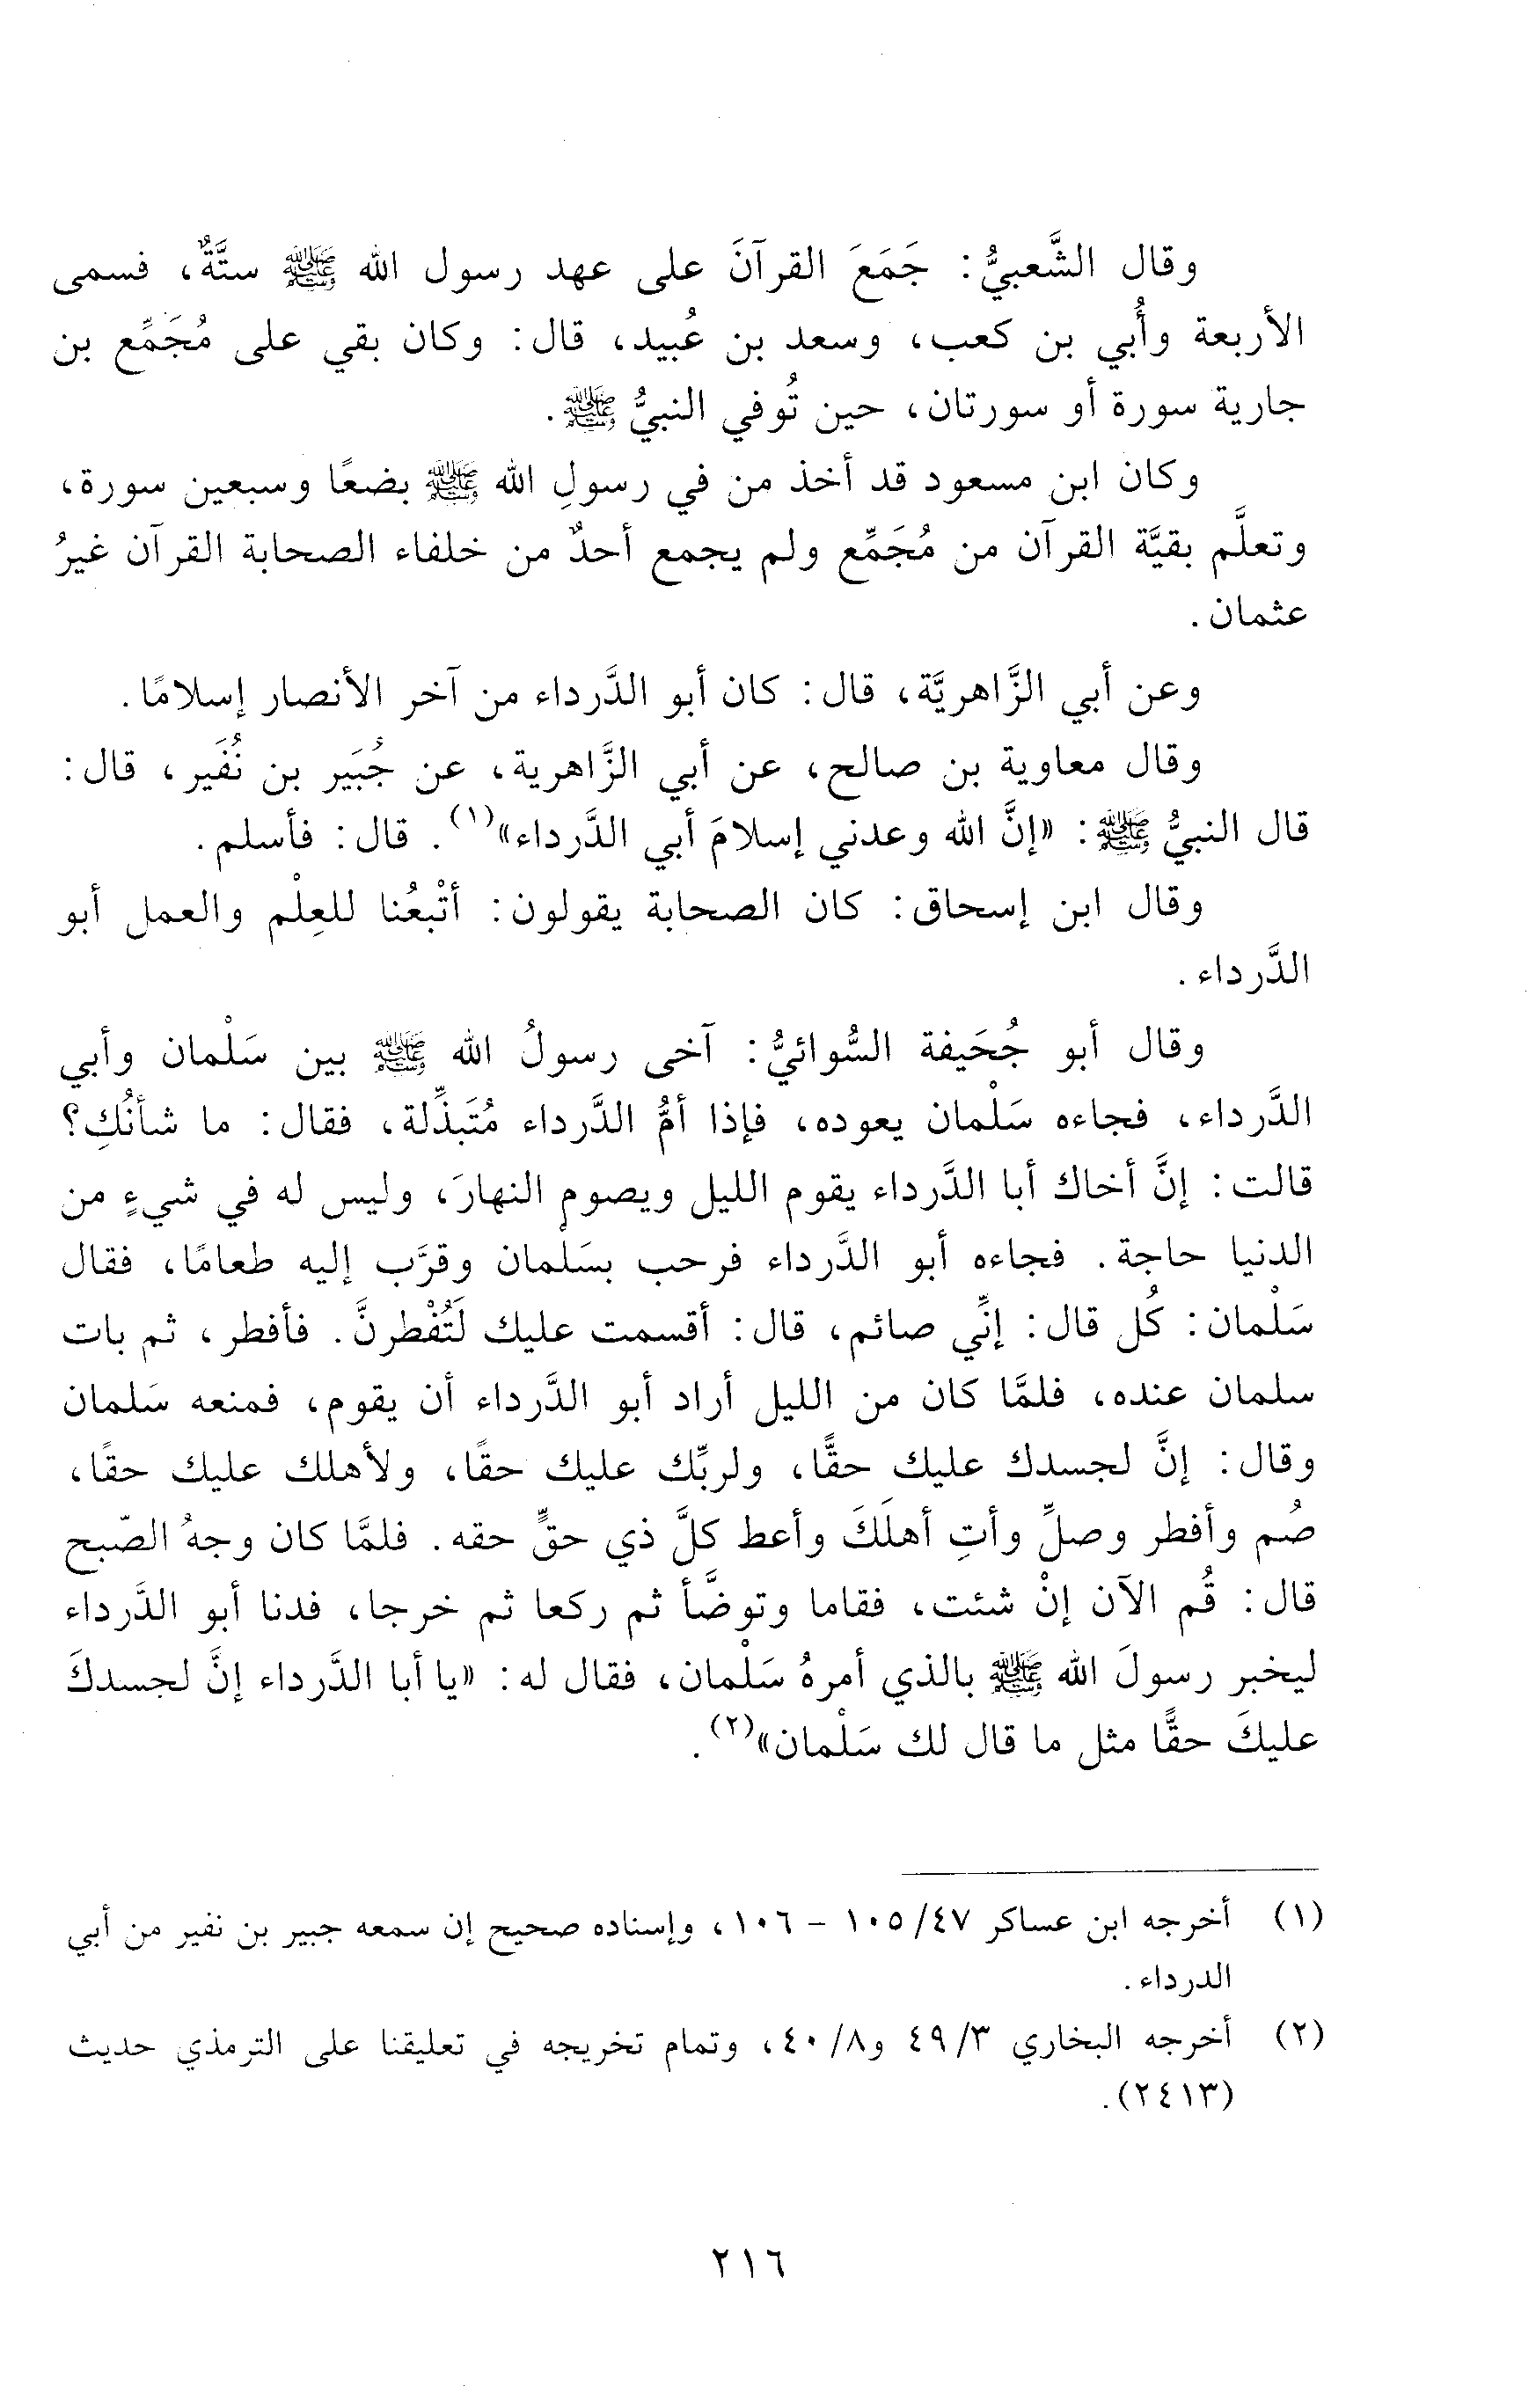 وقال الشَّعبيُّ: جَمَعَ القرآنَ على عهد رسول الله ﷺ ستَّةٌ، فسمى
الأربعة وأُبي بن كعب، وسعد بن عُبيد، قال: وكان بقي على مُجَمِّع بن
جارية سورة أو سورتان، حين تُوفي النبيُّ ﷺ.
وكان ابن مسعود قد أخذ من في رسولِ الله ﷺ بضعًا وسبعين سورة،
وتعلَّم بقيَّة القرآن من مُجَمِّع ولم يجمع أحدٌ من خلفاء الصحابة القرآن غيرُ
عثمان.
وعن أبي الزَّاهريَّة، قال: كان أبو الدَّرداء من آخر الأنصار إسلامًا.
وقال معاوية بن صالح، عن أبي الزَّاهرية، عن جُبَير بن نُفَير، قال:
قال النبيُّ ﷺ: «إنَّ الله وعدني إسلامَ أبي الدَّرداء»(١). قال: فأسلم.
وقال ابن إسحاق: كان الصحابة يقولون: أتْبعُنا للعِلْم والعمل أبو
الدَّرداء.
وقال أبو جُحَيفة السُّوائيُّ: آخى رسولُ الله ﷺ بين سَلْمان وأبي
الدَّرداء، فجاءه سَلْمان يعوده، فإذا أمُّ الدَّرداء مُتَبذِّلة، فقال: ما شأنُكِ؟
قالت: إنَّ أخاك أبا الدَّرداء يقوم الليل ويصوم النهارَ، وليس له في شيءٍ من
الدنيا حاجة. فجاءه أبو الدَّرداء فرحب بسَلْمان وقرَّب إليه طعامًا، فقال
سَلْمان: كُل قال: إنِّي صائم، قال: أقسمت عليك لَتُفْطرنَّ. فأفطر، ثم بات
سلمان عنده، فلمَّا كان من الليل أراد أبو الدَّرداء أن يقوم، فمنعه سَلمان
وقال: إنَّ لجسدك عليك حقًّا، ولربِّك عليك حقًا، ولأهلك عليك حقًا،
صُم وأفطر وصلِّ وأتِ أهلَكَ وأعط كلَّ ذي حقٍّ حقه. فلمَّا كان وجهُ الصّبح
قال: قُم الآن إنْ شئت، فقاما وتوضَّأ ثم ركعا ثم خرجا، فدنا أبو الدَّرداء
ليخبر رسولَ الله ﷺ بالذي أمرهُ سَلْمان، فقال له: «يا أبا الدَّرداء إنَّ لجسدكَ
عليكَ حقًّا مثل ما قال لك سَلْمان»(٢).
(١) أخرجه ابن عساكر ٤٧/ ١٠٥ - ١٠٦، وإسناده صحيح إن سمعه جبير بن نفير من أبي
الدرداء.
(٢) أخرجه البخاري ٣/ ٤٩ و٨/ ٤٠، وتمام تخريجه في تعليقنا على الترمذي حديث
(٢٤١٣).
٢١٦